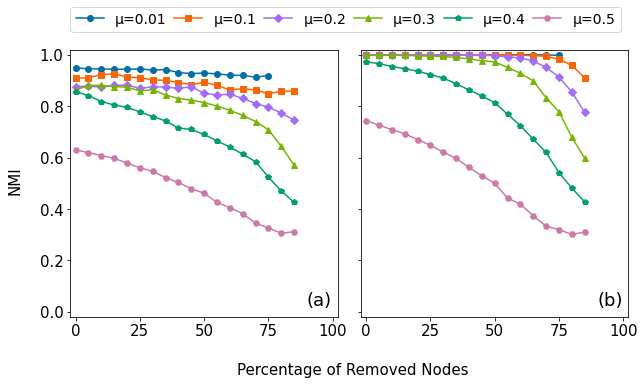 μ=0.01 μ=0.1 μ=0.2 μ=0.3 μ=0.4 μ=0.5
1.0
0.8
0.6
0.4
0.2
0.0
NMI
(a) (b)
0 25 50 75 100 0 25 50 75 100
Percentage of Removed Nodes